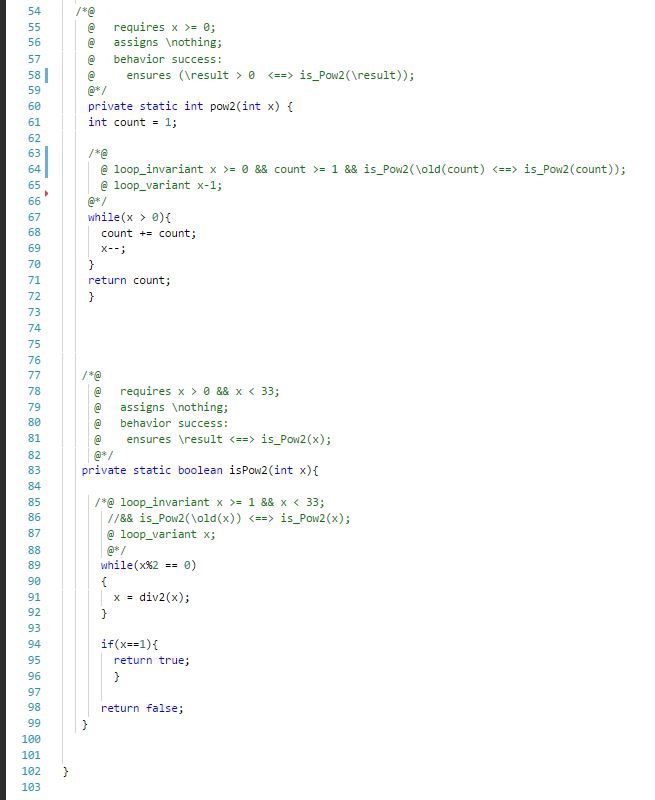 54 /*@
55 @ requires x >= 0;
56 @ assigns \nothing;
57 @ behavior success:
58 @ ensures (\result > 0 <==> is_Pow2(\result));
59 @*/
60 private static int pow2(int x) {
61 int count = 1;
62
63 /*@
64 @ loop_invariant x >= 0 && count >= 1 && is_Pow2(\old(count) <==> is_Pow2(count));
65 @ loop_variant x-1;
66 @*/
67 while(x > 0){
68 count += count;
69 x--;
70 }
71 return count;
72 }
73
74
75
76
77 /*@
78 @ requires x > 0 && x < 33;
79 @ assigns \nothing;
80 @ behavior success:
81 @ ensures \result <==> is_Pow2(x);
82 @*/
83 private static boolean isPow2(int x){
84
85 /*@ loop_invariant x >= 1 && x < 33;
86 //&& is_Pow2(\old(x)) <==> is_Pow2(x);
87 @ loop_variant x;
88 @*/
89 while(x%2 == 0)
90 {
91 x = div2(x);
92 }
93
94 if(x==1){
95 return true;
96 }
97
98 return false;
99 }
100
101
102 }
103